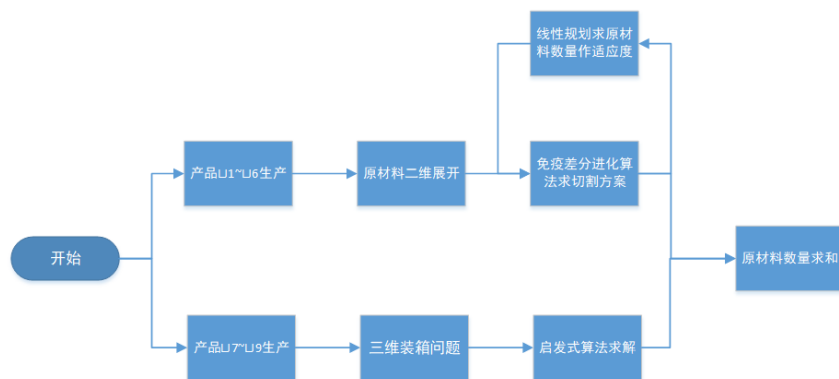 线性规划求原材
料数量作适应度
产品LJ1~LJ6生产
原材料二维展开
免疫差分进化算
法求切割方案
开始
原材料数量求和
产品LJ7~LJ9生产
三维装箱问题
启发式算法求解